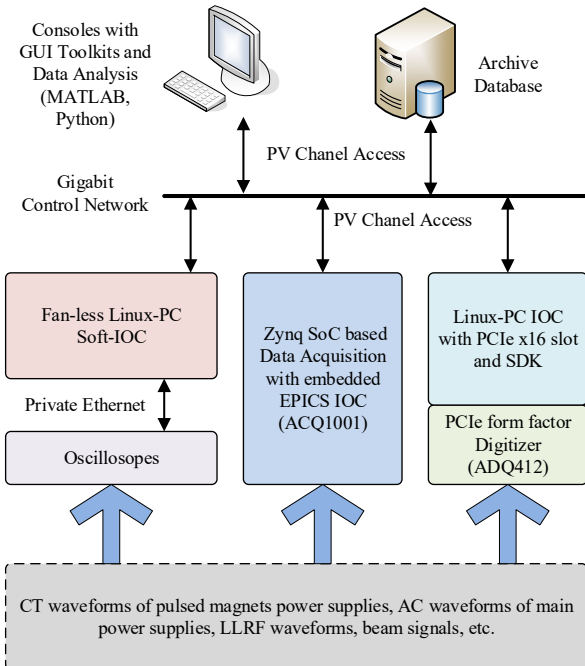 Consoles with
GUI Toolkits and
Data Analysis
(MATLAB,
Python)
Archive
Database
PV Chanel Access
Gigabit
Control Network
PV Chanel Access
Fan-less Linux-PC
Soft-IOC
Private Ethernet
Oscillosopes
Zynq SoC based
Data Acquisition
with embedded
EPICS IOC
(ACQ1001)
Linux-PC IOC
with PCIe x16 slot
and SDK
PCIe form factor
Digitizer
(ADQ412)
CT waveforms of pulsed magnets power supplies, AC waveforms of main
power supplies, LLRF waveforms, beam signals, etc.